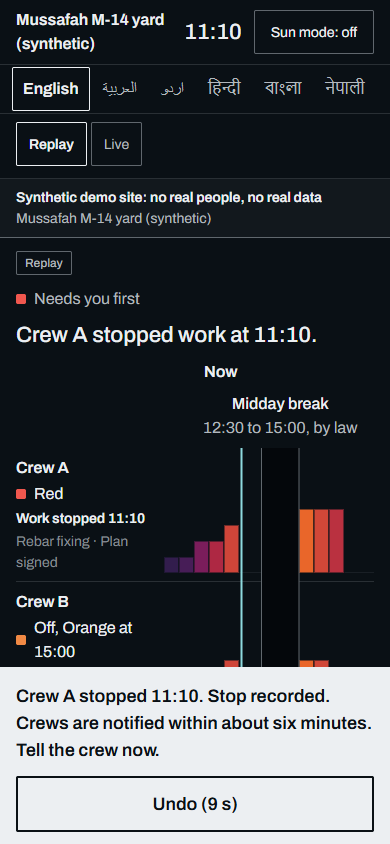 Mussafah M-14 yard
(synthetic)
11:10
Sun mode: off
English
العربية
اردو
हिन्दी
বাংলা
नेपाली
Replay
Live
Synthetic demo site: no real people, no real data
Mussafah M-14 yard (synthetic)
Replay
Needs you first
Crew A stopped work at 11:10.
Now
Midday break
12:30 to 15:00, by law
Crew A
Red
Work stopped 11:10
Rebar fixing · Plan
signed
Crew B
Off, Orange at
15:00
Crew A stopped 11:10. Stop recorded.
Crews are notified within about six minutes.
Tell the crew now.
Undo (9 s)